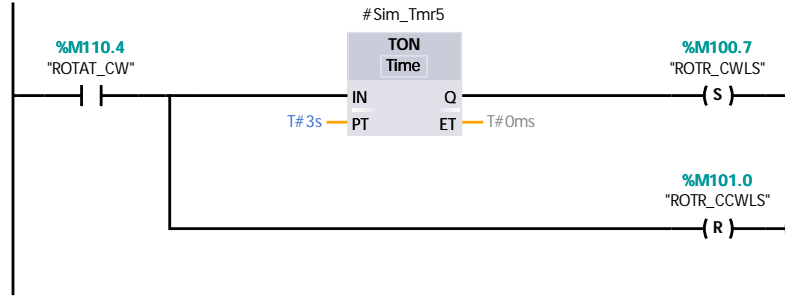 #Sim_Tmr5
%M110.4
"ROTAT_CW"
TON
Time
%M100.7
"ROTR_CWLS"
IN
Q
S
T#3s
PT
ET
T#0ms
%M101.0
"ROTR_CCWLS"
R